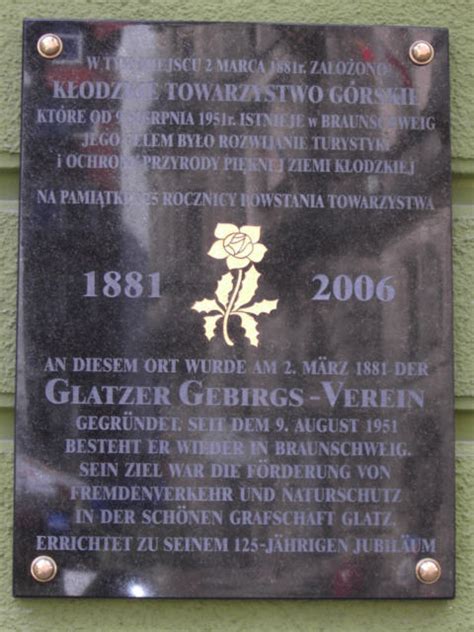 W TYM MIEJSCU 2 MARCA 1881r. ZAŁOŻONO
KŁODZKIE TOWARZYSTWO GÓRSKIE
KTÓRE OD 9 SIERPNIA 1951r. ISTNIEJE W BRAUNSCHWEIG
JEGO CELEM BYŁO ROZWIJANIE TURYSTYKI
I OCHRONY PRZYRODY PIĘKNEJ ZIEMI KŁODZKIEJ
NA PAMIĄTKĘ 125 ROCZNICY POWSTANIA TOWARZYSTWA
1881 2006
AN DIESEM ORT WURDE AM 2. MÄRZ 1881 DER
GLATZER GEBIRGS-VEREIN
GEGRÜNDET. SEIT DEM 9. AUGUST 1951
BESTEHT ER WIEDER IN BRAUNSCHWEIG.
SEIN ZIEL WAR DIE FÖRDERUNG VON
FREMDENVERKEHR UND NATURSCHUTZ
IN DER SCHÖNEN GRAFSCHAFT GLATZ.
ERRICHTET ZU SEINEM 125-JÄHRIGEN JUBILÄUM